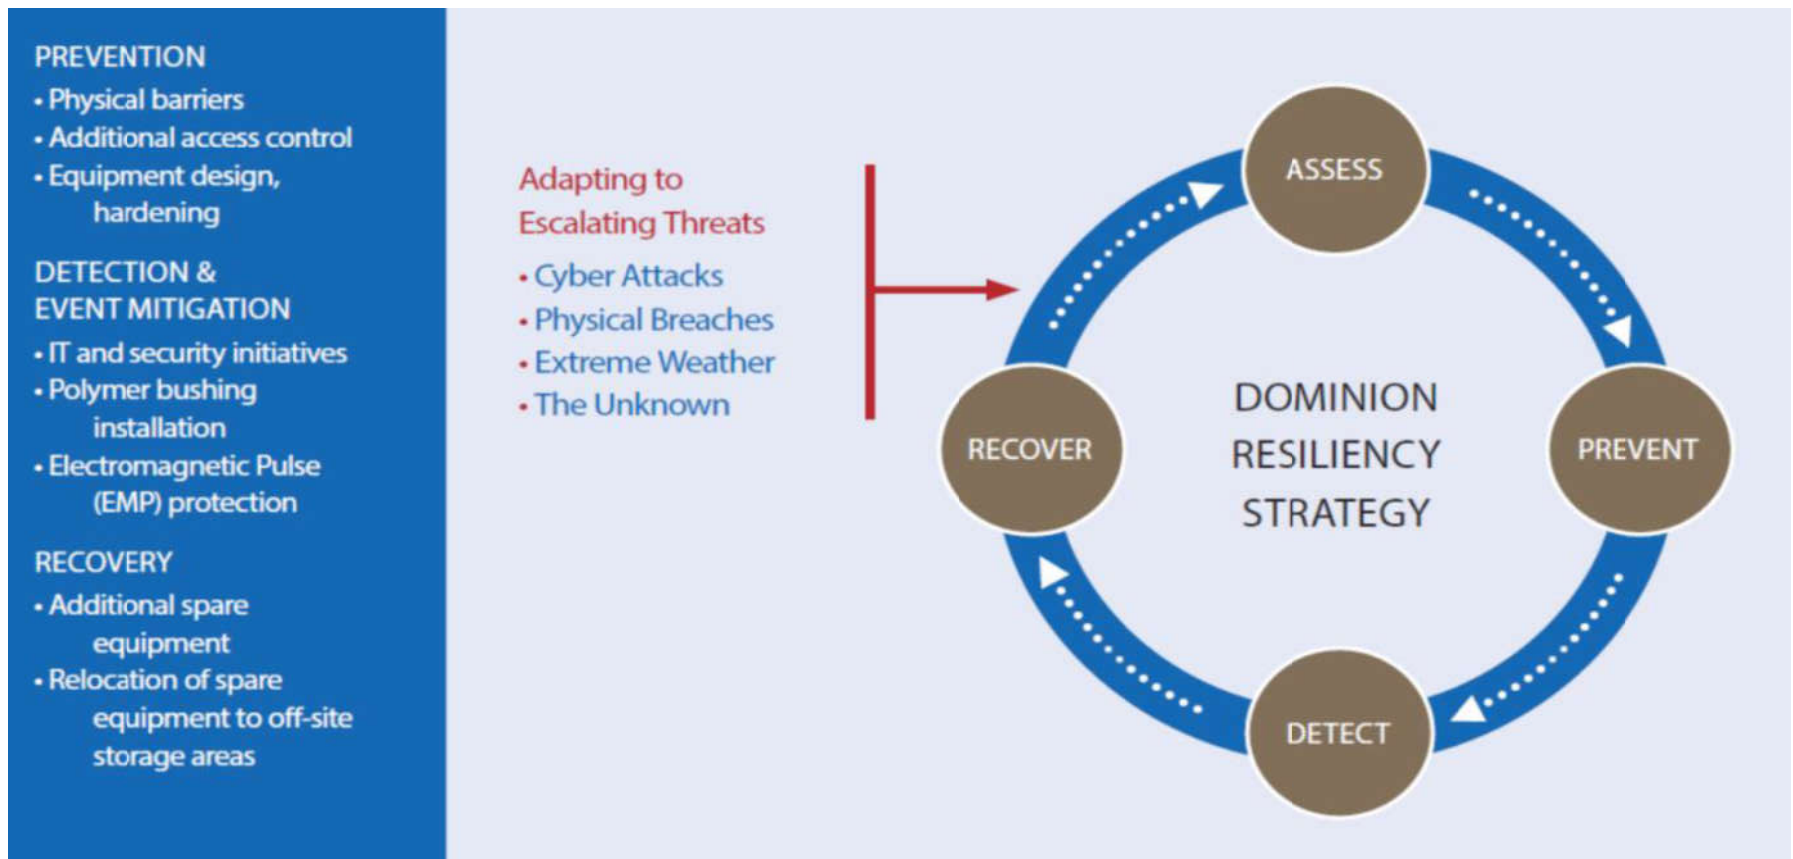 PREVENTION
• Physical barriers
• Additional access control
• Equipment design,
hardening
DETECTION &
EVENT MITIGATION
• IT and security initiatives
• Polymer bushing
installation
• Electromagnetic Pulse
(EMP) protection
RECOVERY
• Additional spare
equipment
• Relocation of spare
equipment to off-site
storage areas
Adapting to
Escalating Threats
• Cyber Attacks
• Physical Breaches
• Extreme Weather
• The Unknown
ASSESS
PREVENT
DETECT
RECOVER
DOMINION
RESILIENCY
STRATEGY